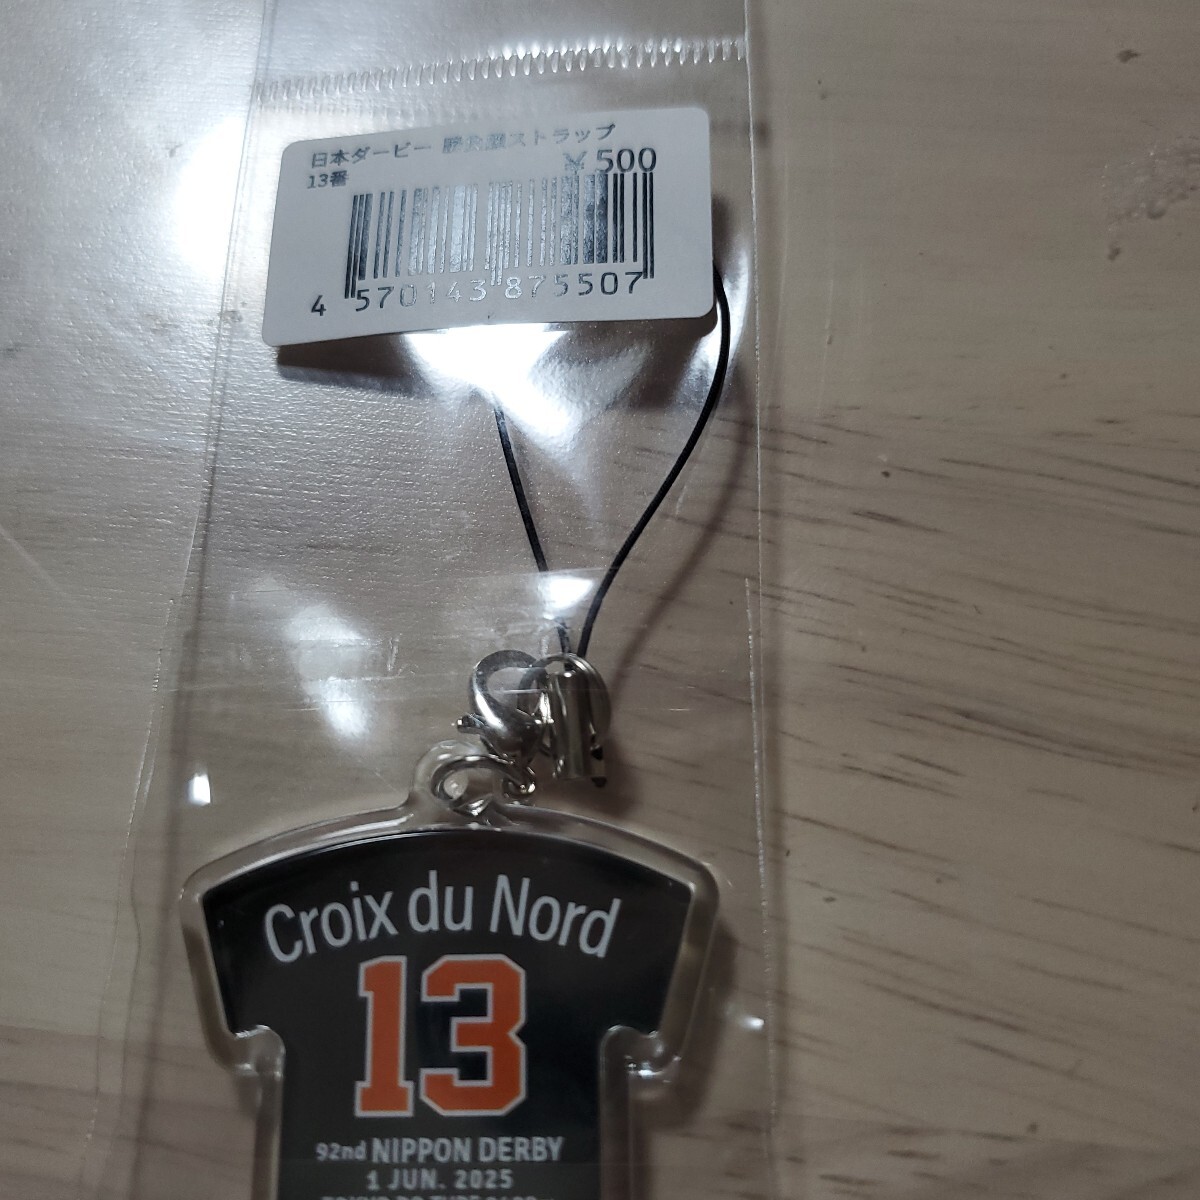 日本ダービー 勝負服ストラップ
¥500
13番
4 570143 875507
Croix du Nord
13
92nd NIPPON DERBY
1 JUN. 2025